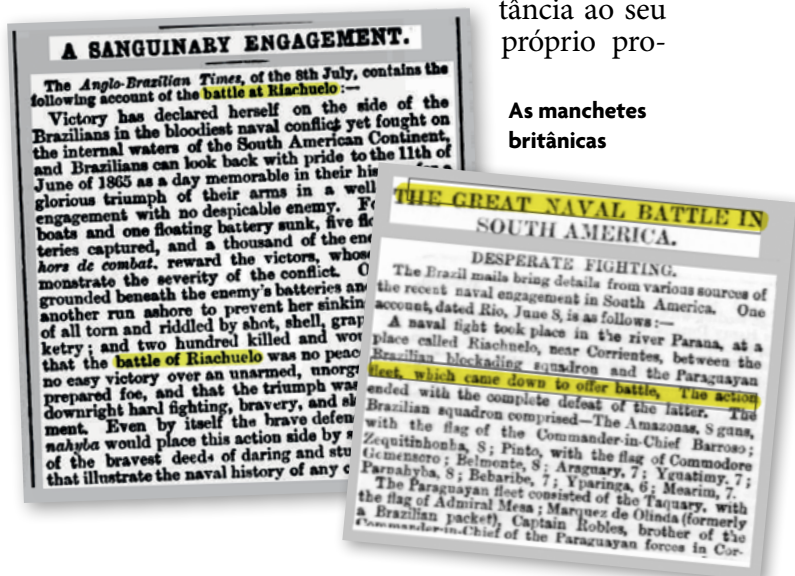 tância ao seu
próprio pro-
As manchetes
britânicas
A SANGUINARY ENGAGEMENT.
The Anglo-Brazilian Times, of the 8th July, contains the
following account of the battle at Riachuelo:—
Victory has declared herself on the side of the
Brazilians in the bloodiest naval conflict yet fought on
the internal waters of the South American Continent,
and Brazilians can look back with pride to the 11th of
June of 1865 as a day memorable in their his
glorious triumph of their arms in a well
engagement with no despicable enemy. F
boats and one floating battery sunk, five flo
teries captured, and a thousand of the ene
hors de combat, reward the victors, whose
monstrate the severity of the conflict. O
grounded beneath the enemy's batteries an
another run ashore to prevent her sinkin
of all torn and riddled by shot, shell, grap
ketry; and two hundred killed and wou
that the battle of Riachuelo was no peac
no easy victory over an unarmed, unorg
prepared foe, and that the triumph was
downright hard fighting, bravery, and sk
ment. Even by itself the brave defen
nahyba would place this action side by s
of the bravest deeds of daring and stu
that illustrate the naval history of any c
THE GREAT NAVAL BATTLE IN
SOUTH AMERICA.
DESPERATE FIGHTING.
The Brazil mails bring details from various sources of
the recent naval engagement in South America. One
account, dated Rio, June 8, is as follows:—
A naval fight took place in the river Parana, at a
place called Riachuelo, near Corrientes, between the
Brazilian blockading squadron and the Paraguayan
fleet, which came down to offer battle. The action
ended with the complete defeat of the latter. The
Brazilian squadron comprised—The Amazonas, 8 guns,
with the flag of the Commander-in-Chief Barroso;
Zequitinhonha, 8; Pinto, with the flag of Commodore
Gomensoro; Belmonte, 8; Araguary, 7; Yguatimy, 7;
Parnahyba, 8; Bebaribe, 7; Yparinga, 6; Mearim, 7.
The Paraguayan fleet consisted of the Taquary, with
the flag of Admiral Mesa; Marquez de Olinda (formerly
a Brazilian packet), Captain Robles, brother of the
Commander-in-Chief of the Paraguayan forces in Cor-